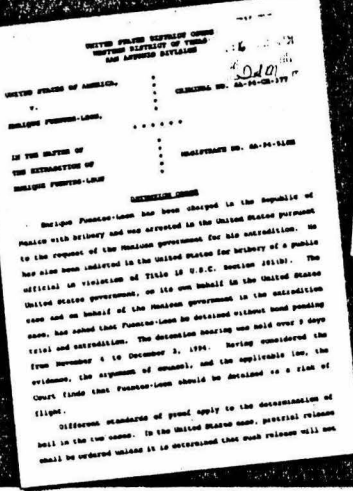 UNITED STATES DISTRICT COURT
WESTERN DISTRICT OF TEXAS
SAN ANTONIO DIVISION
UNITED STATES OF AMERICA,
v.
CRIMINAL NO. SA-94-CR-377
ENRIQUE FUENTES-LEON,
IN THE MATTER OF
THE EXTRADITION OF
MAGISTRATE NO.
ENRIQUE FUENTES-LEON
DETENTION ORDER
Enrique Fuentes-Leon has been charged in the Republic of
Mexico with bribery and was arrested in the United States pursuant
to the request of the Mexican government for his extradition. He
has also been indicted in the United States for bribery of a public
official in violation of Title 18 U.S.C. Section 201(b). The
United States government, on its own behalf in the United States
case and on behalf of the Mexican government in the extradition
case, has asked that Fuentes-Leon be detained without bond pending
trial and extradition. The detention hearing was held over 9 days
from November 4 to December 2, 1994. Having considered the
evidence, the argument of counsel, and the applicable law, the
Court finds that Fuentes-Leon should be detained as a risk of
flight.
Different standards of proof apply to the determination of
bail in the two cases. In the United States case, pretrial release
shall be ordered unless it is determined that such release will not